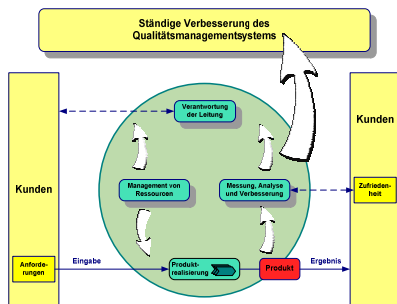 Ständige Verbesserung des
Qualitätsmanagementsystems
Kunden
Kunden
Verantwortung
der Leitung
Management von
Ressourcen
Messung, Analyse
und Verbesserung
Zufrieden-
heit
Anforde-
rungen
Eingabe
Produkt-
realisierung
Produkt
Ergebnis